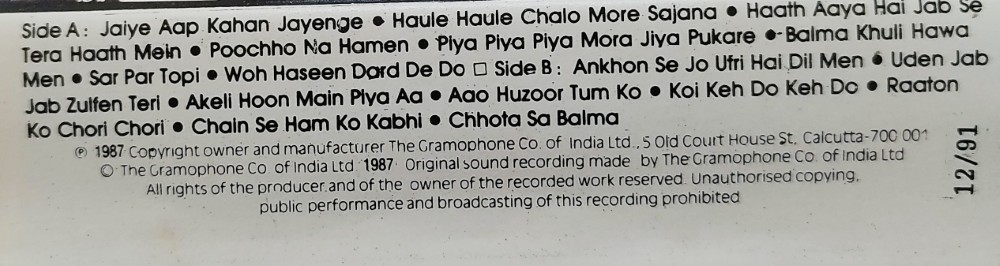 Side A: Jaiye Aap Kahan Jayenge ● Haule Haule Chalo More Sajana ● Haath Aaya Hai Jab Se
Tera Haath Mein ● Poochho Na Hamen ● Piya Piya Piya Mora Jiya Pukare ● Balma Khuli Hawa
Men ● Sar Par Topi ● Woh Haseen Dard De Do □ Side B: Ankhon Se Jo Utri Hai Dil Men ● Uden Jab
Jab Zulfen Teri ● Akeli Hoon Main Piya Aa ● Aao Huzoor Tum Ko ● Koi Keh Do Keh Do ● Raaton
Ko Chori Chori ● Chain Se Ham Ko Kabhi ● Chhota Sa Balma
℗ 1987 Copyright owner and manufacturer The Gramophone Co. of India Ltd., 5 Old Court House St, Calcutta-700 001
© The Gramophone Co. of India Ltd. 1987 Original sound recording made by The Gramophone Co. of India Ltd
All rights of the producer and of the owner of the recorded work reserved. Unauthorised copying,
public performance and broadcasting of this recording prohibited
12/91